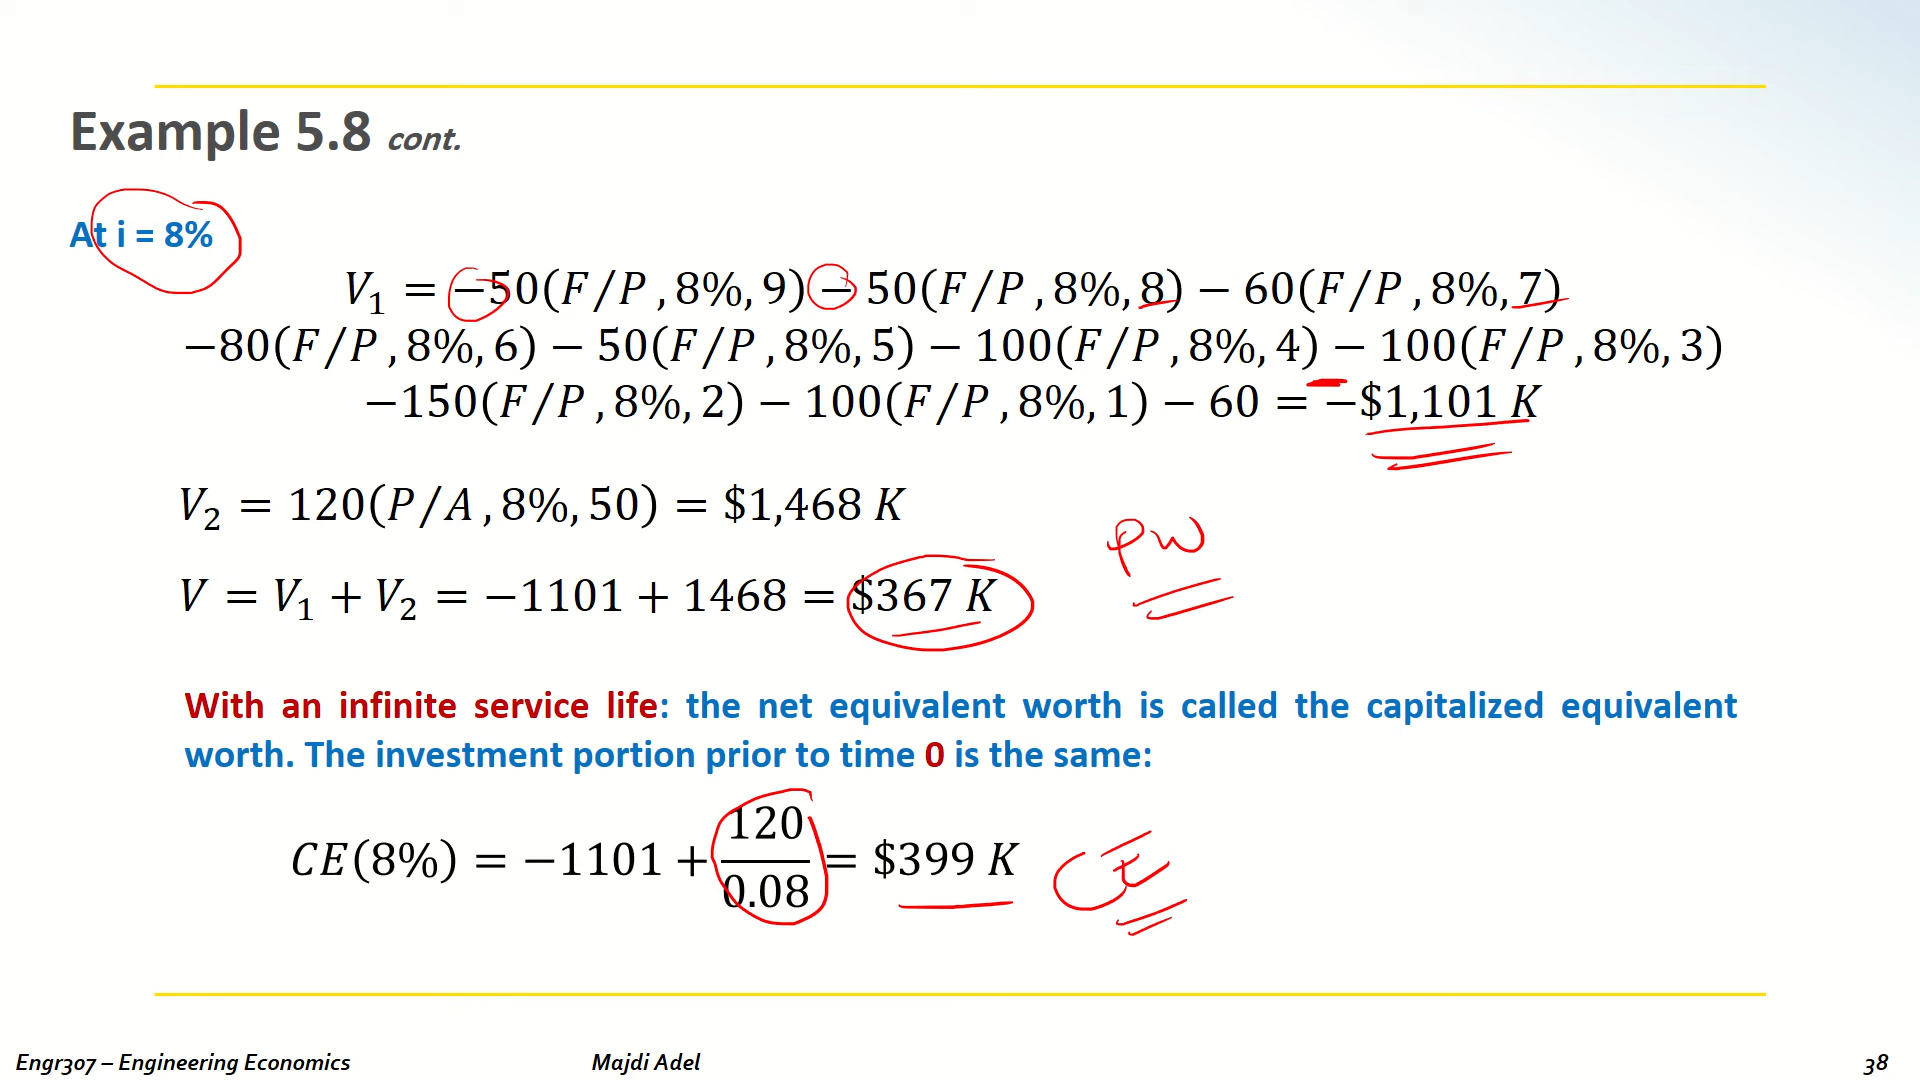 Example 5.8 cont.
At i = 8%
V₁ = −50(F/P ,8%, 9) − 50(F/P ,8%, 8) − 60(F/P ,8%, 7)
−80(F/P ,8%, 6) − 50(F/P ,8%, 5) − 100(F/P ,8%, 4) − 100(F/P ,8%, 3)
−150(F/P ,8%, 2) − 100(F/P ,8%, 1) − 60 = −$1,101 K
V₂ = 120(P/A ,8%, 50) = $1,468 K
PW
V = V₁ + V₂ = −1101 + 1468 = $367 K
With an infinite service life: the net equivalent worth is called the capitalized equivalent
worth. The investment portion prior to time 0 is the same:
CE(8%) = −1101 + 120/0.08 = $399 K
CE
Engr307 – Engineering Economics Majdi Adel 38